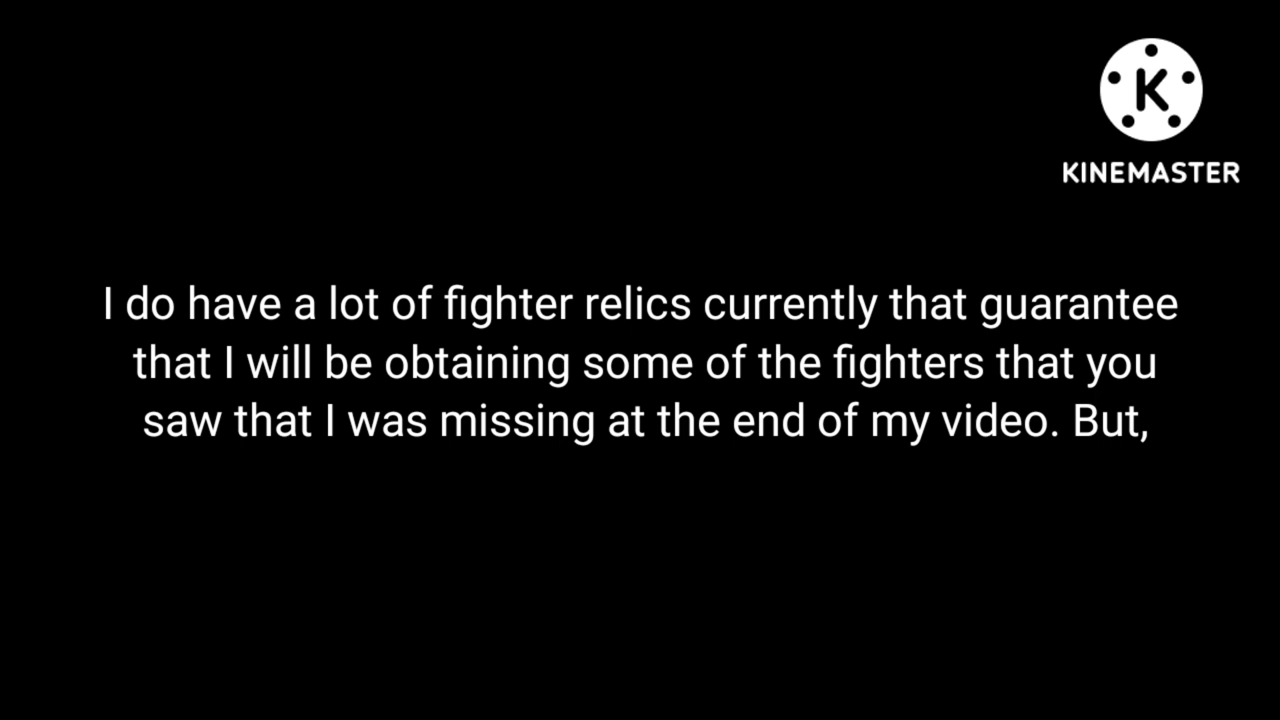 K
KINEMASTER
I do have a lot of fighter relics currently that guarantee
that I will be obtaining some of the fighters that you
saw that I was missing at the end of my video. But,